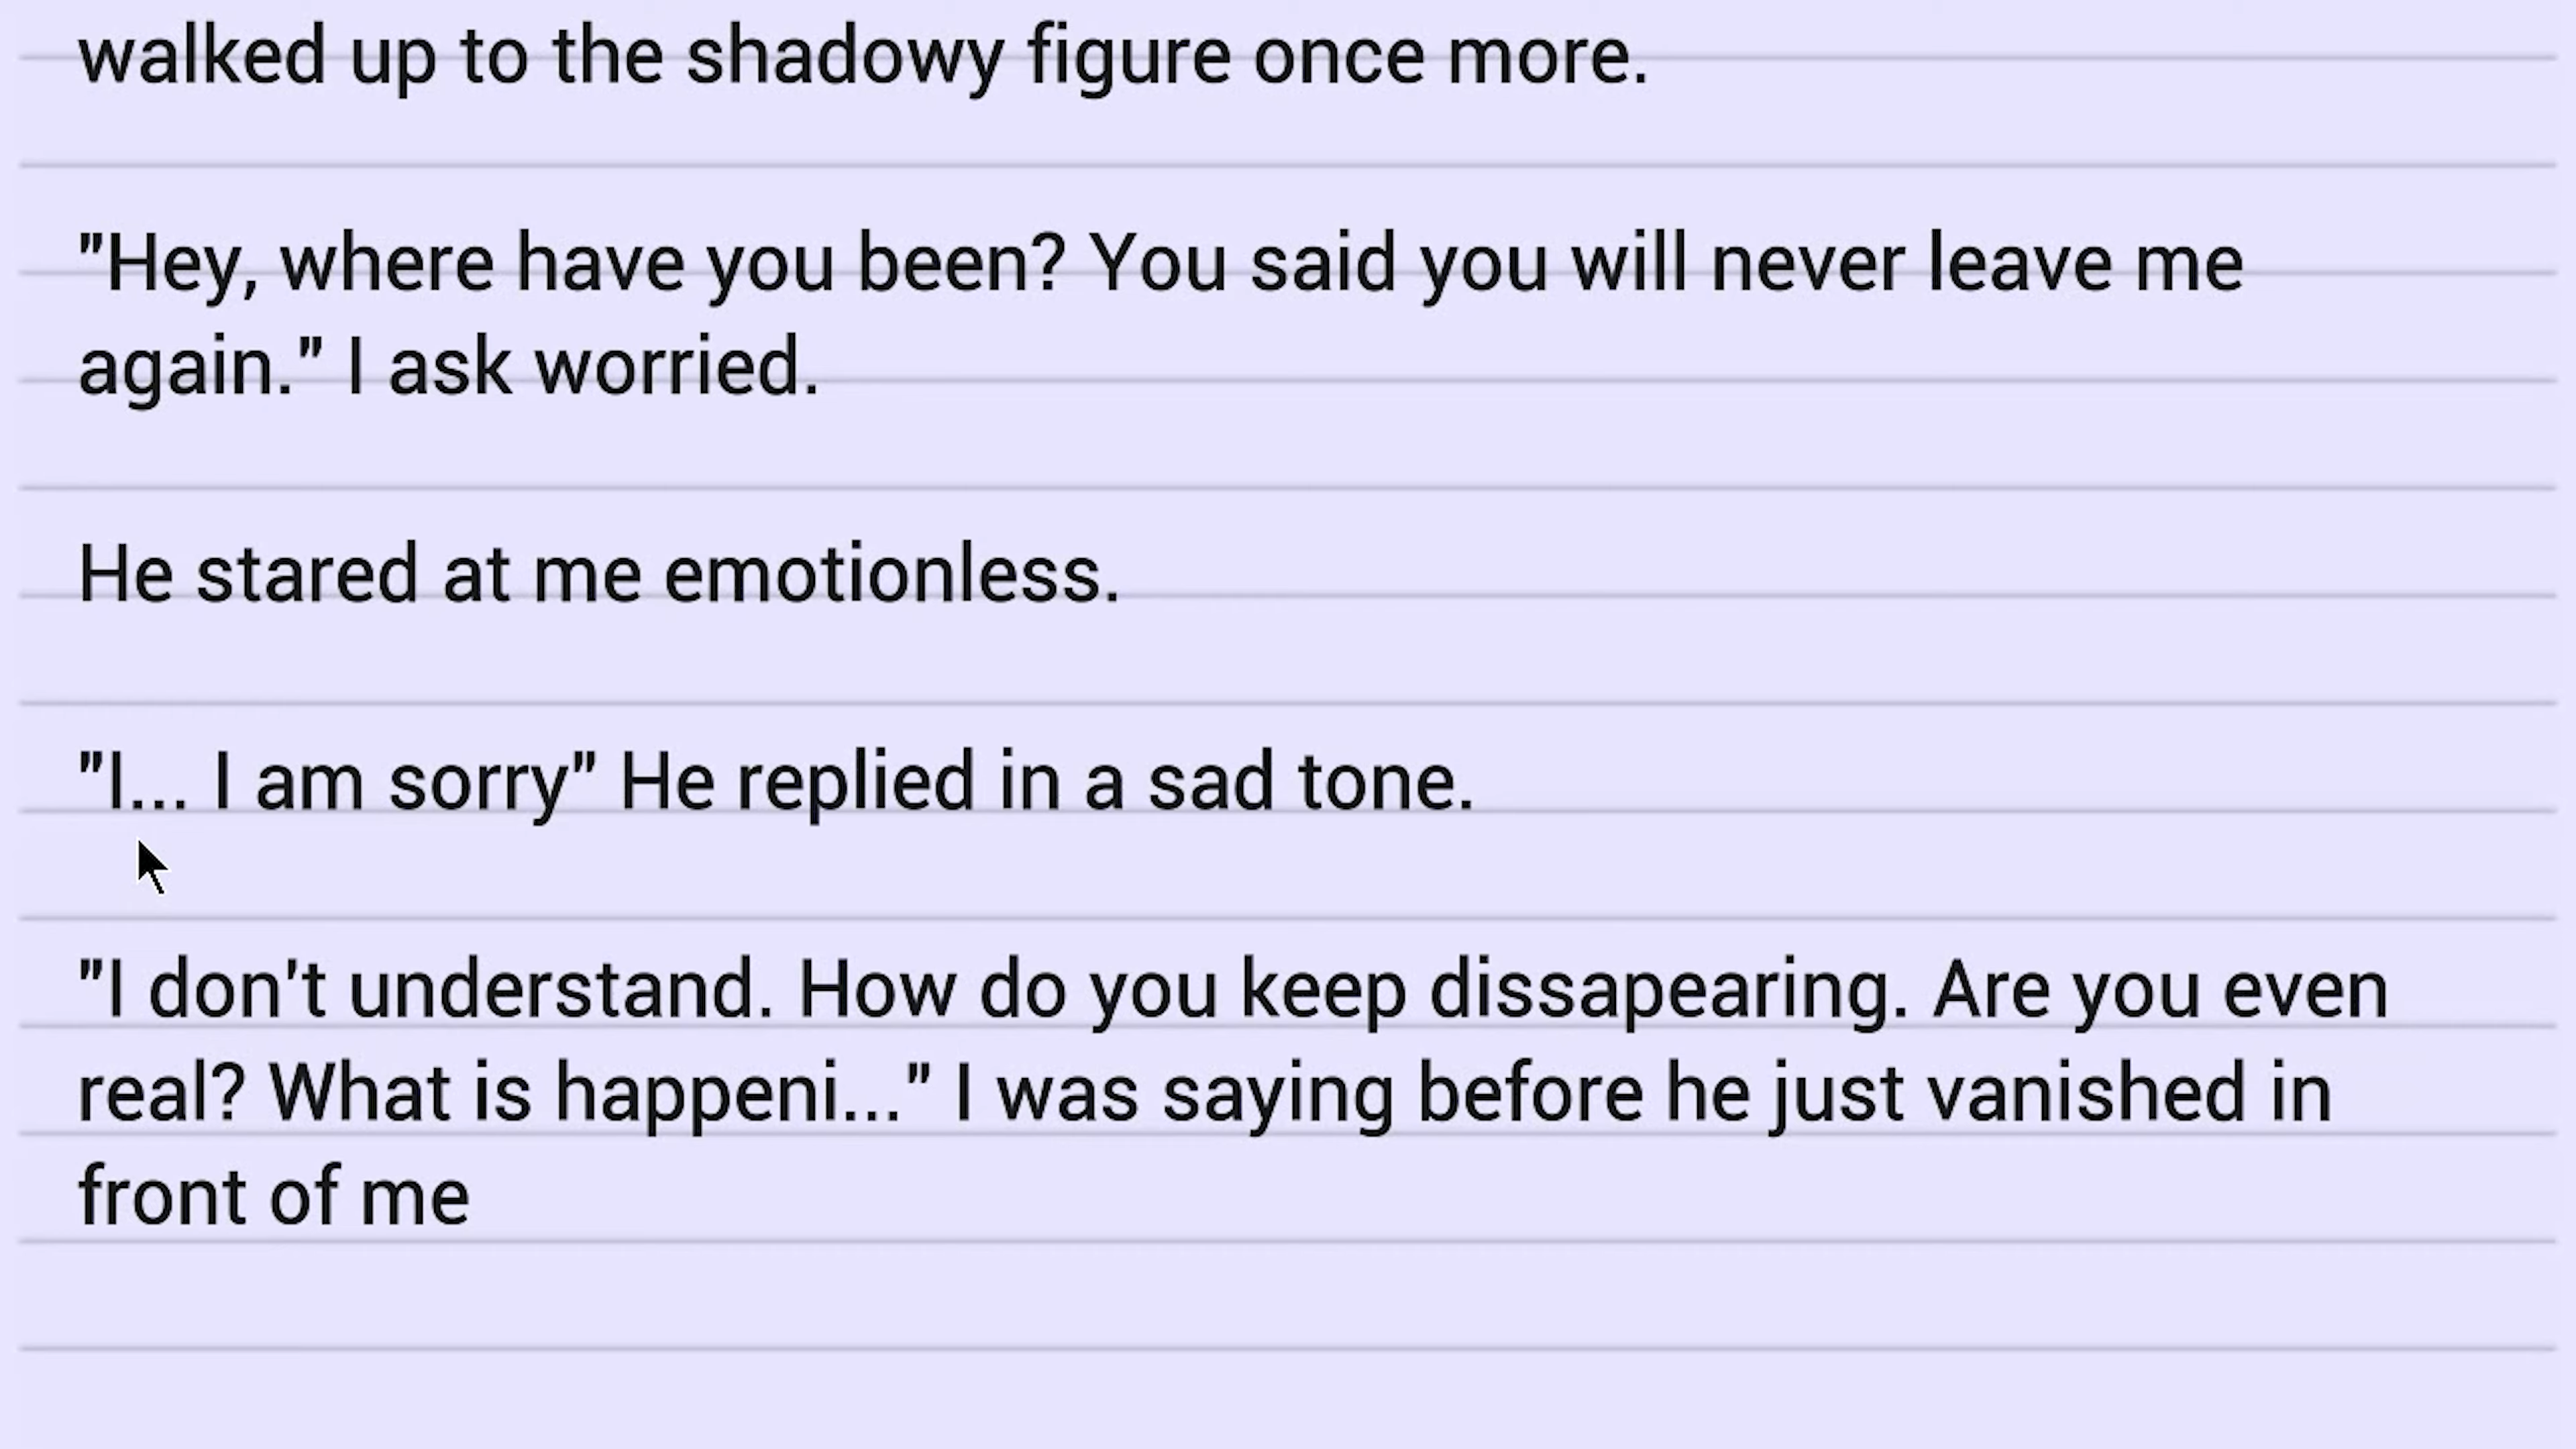 walked up to the shadowy figure once more.
"Hey, where have you been? You said you will never leave me
again." I ask worried.
He stared at me emotionless.
"I... I am sorry" He replied in a sad tone.
"I don't understand. How do you keep dissapearing. Are you even
real? What is happeni..." I was saying before he just vanished in
front of me